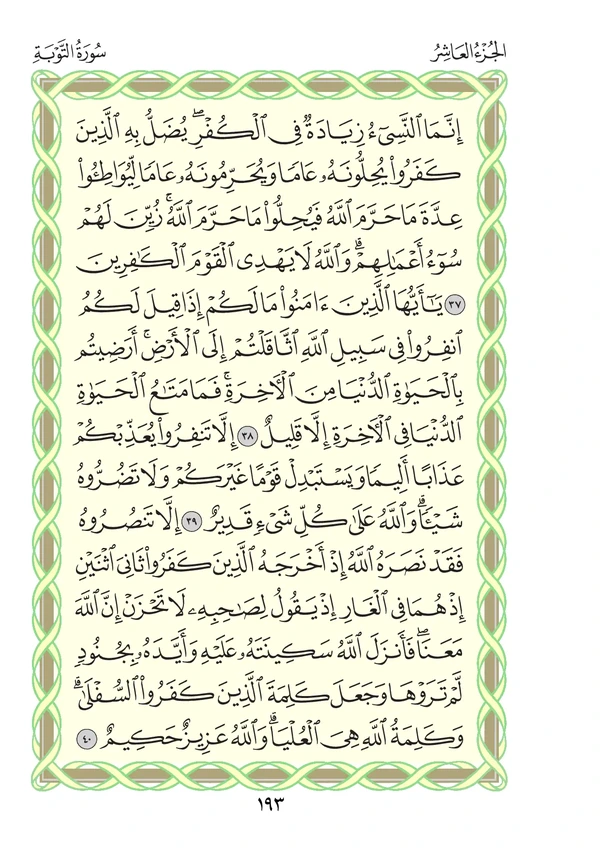 الجُزْءُ العَاشِرُ
سُورَةُ التَّوْبَةِ
إِنَّمَا ٱلنَّسِىٓءُ زِيَادَةٌ فِى ٱلْكُفْرِ ۖ يُضَلُّ بِهِ ٱلَّذِينَ
كَفَرُوا۟ يُحِلُّونَهُۥ عَامًا وَيُحَرِّمُونَهُۥ عَامًا لِّيُوَاطِـُٔوا۟
عِدَّةَ مَا حَرَّمَ ٱللَّهُ فَيُحِلُّوا۟ مَا حَرَّمَ ٱللَّهُ ۚ زُيِّنَ لَهُمْ
سُوٓءُ أَعْمَـٰلِهِمْ ۗ وَٱللَّهُ لَا يَهْدِى ٱلْقَوْمَ ٱلْكَـٰفِرِينَ
٣٧ يَـٰٓأَيُّهَا ٱلَّذِينَ ءَامَنُوا۟ مَا لَكُمْ إِذَا قِيلَ لَكُمُ
ٱنفِرُوا۟ فِى سَبِيلِ ٱللَّهِ ٱثَّاقَلْتُمْ إِلَى ٱلْأَرْضِ ۚ أَرَضِيتُم
بِٱلْحَيَوٰةِ ٱلدُّنْيَا مِنَ ٱلْـَٔاخِرَةِ ۚ فَمَا مَتَـٰعُ ٱلْحَيَوٰةِ
ٱلدُّنْيَا فِى ٱلْـَٔاخِرَةِ إِلَّا قَلِيلٌ ٣٨ إِلَّا تَنفِرُوا۟ يُعَذِّبْكُمْ
عَذَابًا أَلِيمًا وَيَسْتَبْدِلْ قَوْمًا غَيْرَكُمْ وَلَا تَضُرُّوهُ
شَيْـًٔا ۗ وَٱللَّهُ عَلَىٰ كُلِّ شَىْءٍ قَدِيرٌ ٣٩ إِلَّا تَنصُرُوهُ
فَقَدْ نَصَرَهُ ٱللَّهُ إِذْ أَخْرَجَهُ ٱلَّذِينَ كَفَرُوا۟ ثَانِىَ ٱثْنَيْنِ
إِذْ هُمَا فِى ٱلْغَارِ إِذْ يَقُولُ لِصَـٰحِبِهِۦ لَا تَحْزَنْ إِنَّ ٱللَّهَ
مَعَنَا ۖ فَأَنزَلَ ٱللَّهُ سَكِينَتَهُۥ عَلَيْهِ وَأَيَّدَهُۥ بِجُنُودٍ
لَّمْ تَرَوْهَا وَجَعَلَ كَلِمَةَ ٱلَّذِينَ كَفَرُوا۟ ٱلسُّفْلَىٰ ۗ
وَكَلِمَةُ ٱللَّهِ هِىَ ٱلْعُلْيَا ۗ وَٱللَّهُ عَزِيزٌ حَكِيمٌ ٤٠
١٩٣